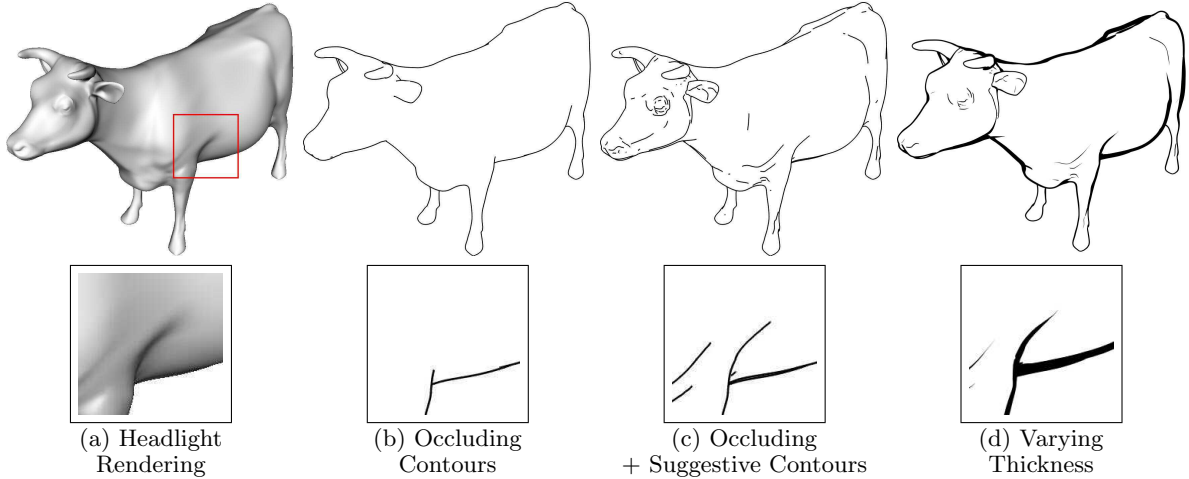 (a) Headlight
Rendering
(b) Occluding
Contours
(c) Occluding
+ Suggestive Contours
(d) Varying
Thickness